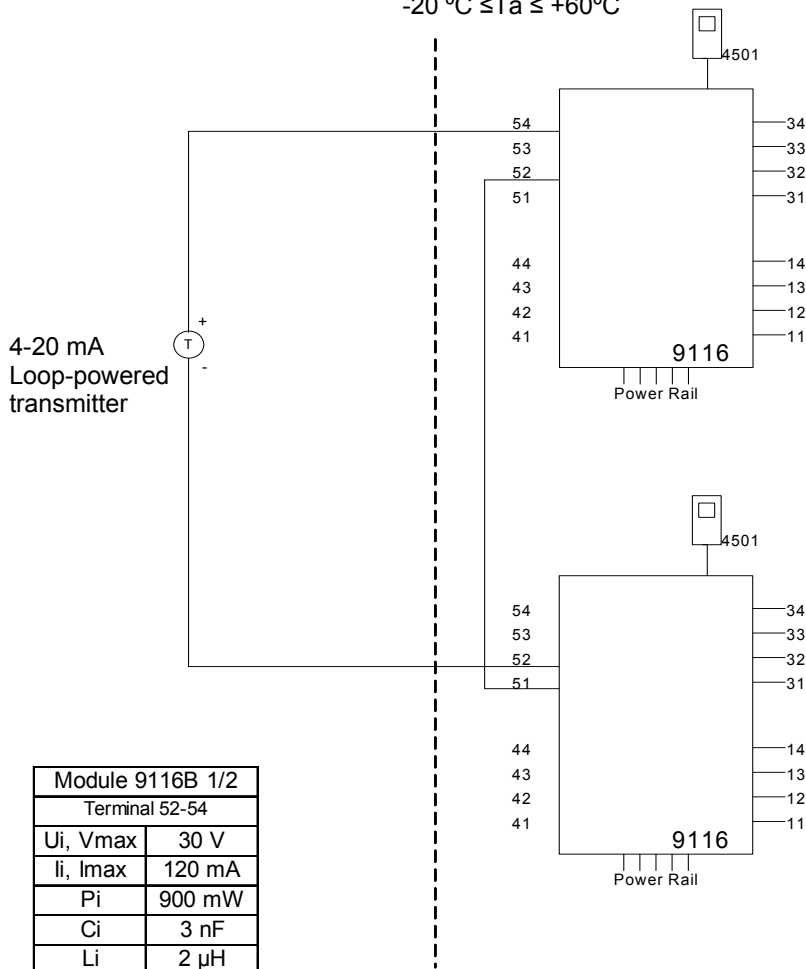 -20 ºC ≤Ta ≤ +60ºC
4501
54
53
52
51
44
43
42
41
34
33
32
31
14
13
12
11
9116
Power Rail
4-20 mA
Loop-powered
transmitter
+
T
-
4501
54
53
52
51
44
43
42
41
34
33
32
31
14
13
12
11
9116
Power Rail
Module 9116B 1/2
Terminal 52-54
Ui, Vmax 30 V
Ii, Imax 120 mA
Pi 900 mW
Ci 3 nF
Li 2 µH